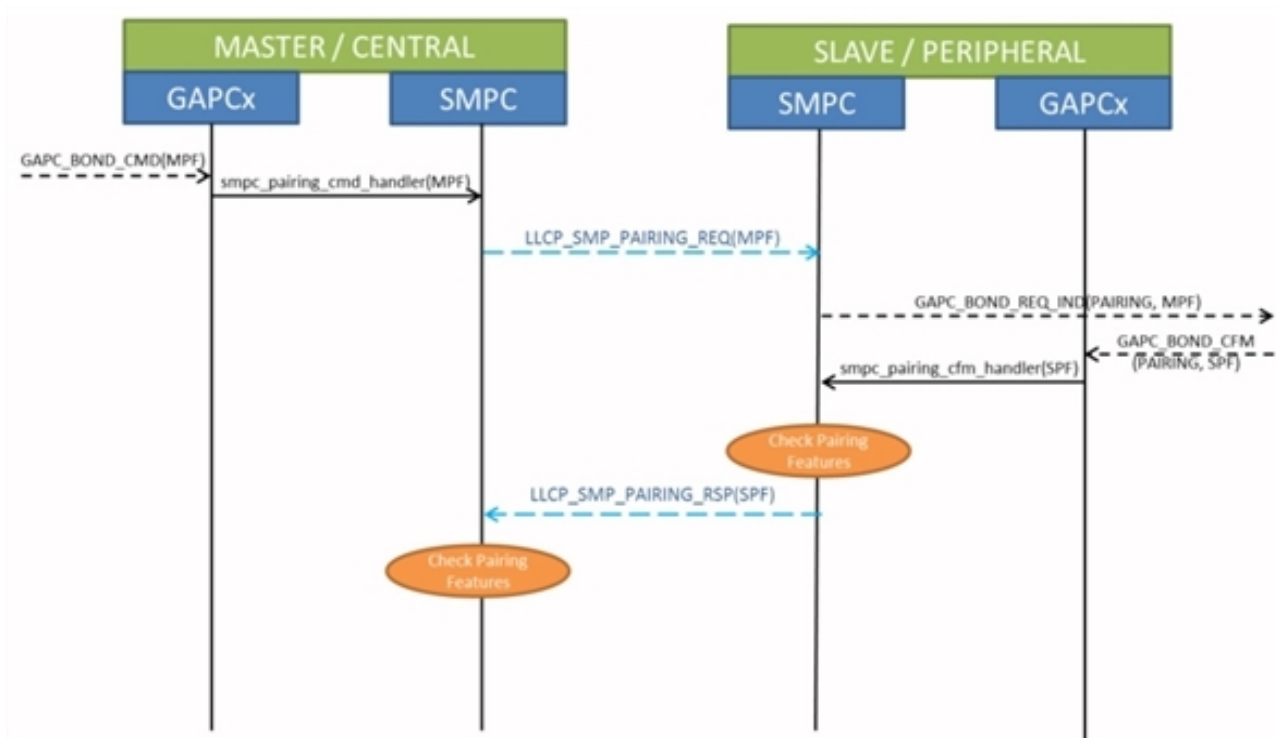 MASTER / CENTRAL
SLAVE / PERIPHERAL
GAPCx
SMPC
SMPC
GAPCx
GAPC_BOND_CMD(MPF)
smpc_pairing_cmd_handler(MPF)
LLCP_SMP_PAIRING_REQ(MPF)
GAPC_BOND_REQ_IND(PAIRING, MPF)
GAPC_BOND_CFM
(PAIRING, SPF)
smpc_pairing_cfm_handler(SPF)
Check Pairing
Features
LLCP_SMP_PAIRING_RSP(SPF)
Check Pairing
Features